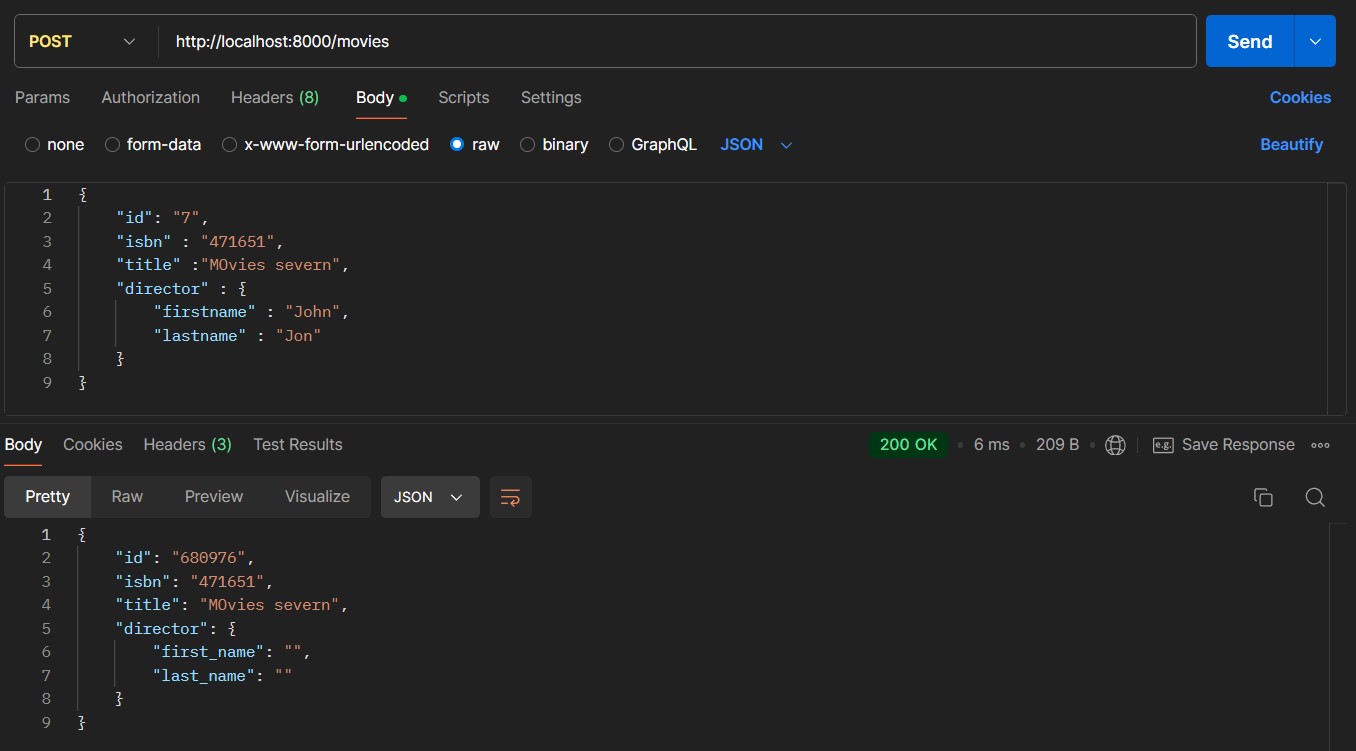 POST http://localhost:8000/movies Send
Params Authorization Headers (8) Body Scripts Settings Cookies
none form-data x-www-form-urlencoded raw binary GraphQL JSON Beautify
1 {
2 "id": "7",
3 "isbn" : "471651",
4 "title" :"MOvies severn",
5 "director" : {
6 "firstname" : "John",
7 "lastname" : "Jon"
8 }
9 }
Body Cookies Headers (3) Test Results 200 OK 6 ms 209 B e.g. Save Response
Pretty Raw Preview Visualize JSON
1 {
2 "id": "680976",
3 "isbn": "471651",
4 "title": "MOvies severn",
5 "director": {
6 "first_name": "",
7 "last_name": ""
8 }
9 }